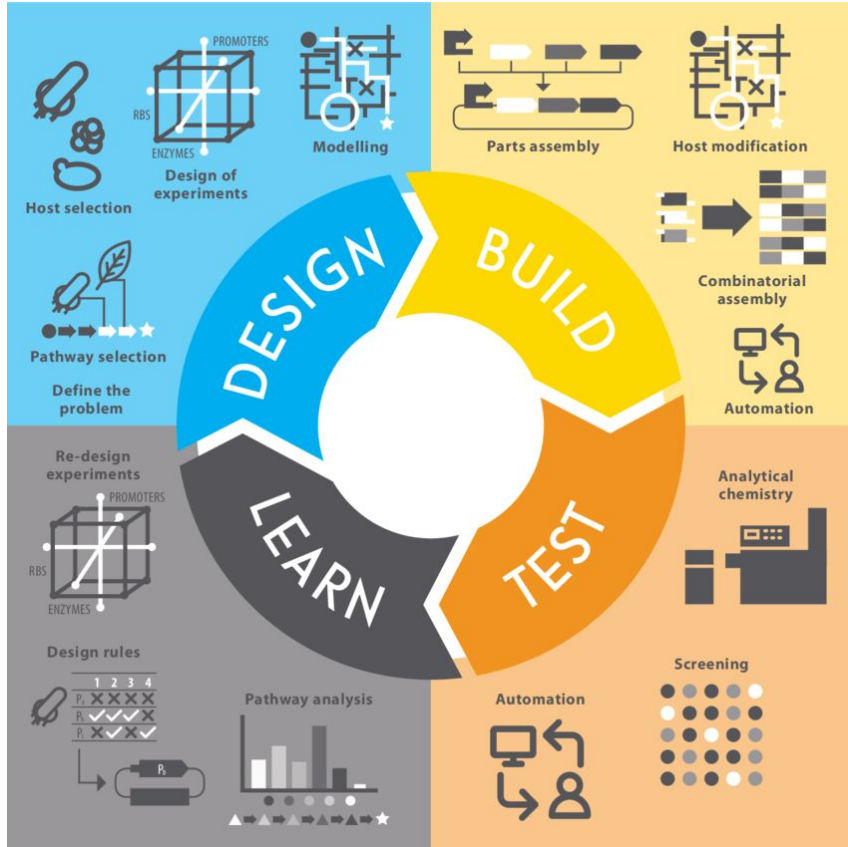 PROMOTERS
RBS
ENZYMES
Host selection
Design of
experiments
Modelling
Pathway selection
Define the
problem
DESIGN
Parts assembly
Host modification
Combinatorial
assembly
Automation
BUILD
Analytical
chemistry
Screening
Automation
TEST
LEARN
Re-design
experiments
PROMOTERS
RBS
ENZYMES
Design rules
1 2 3 4
Pathway analysis